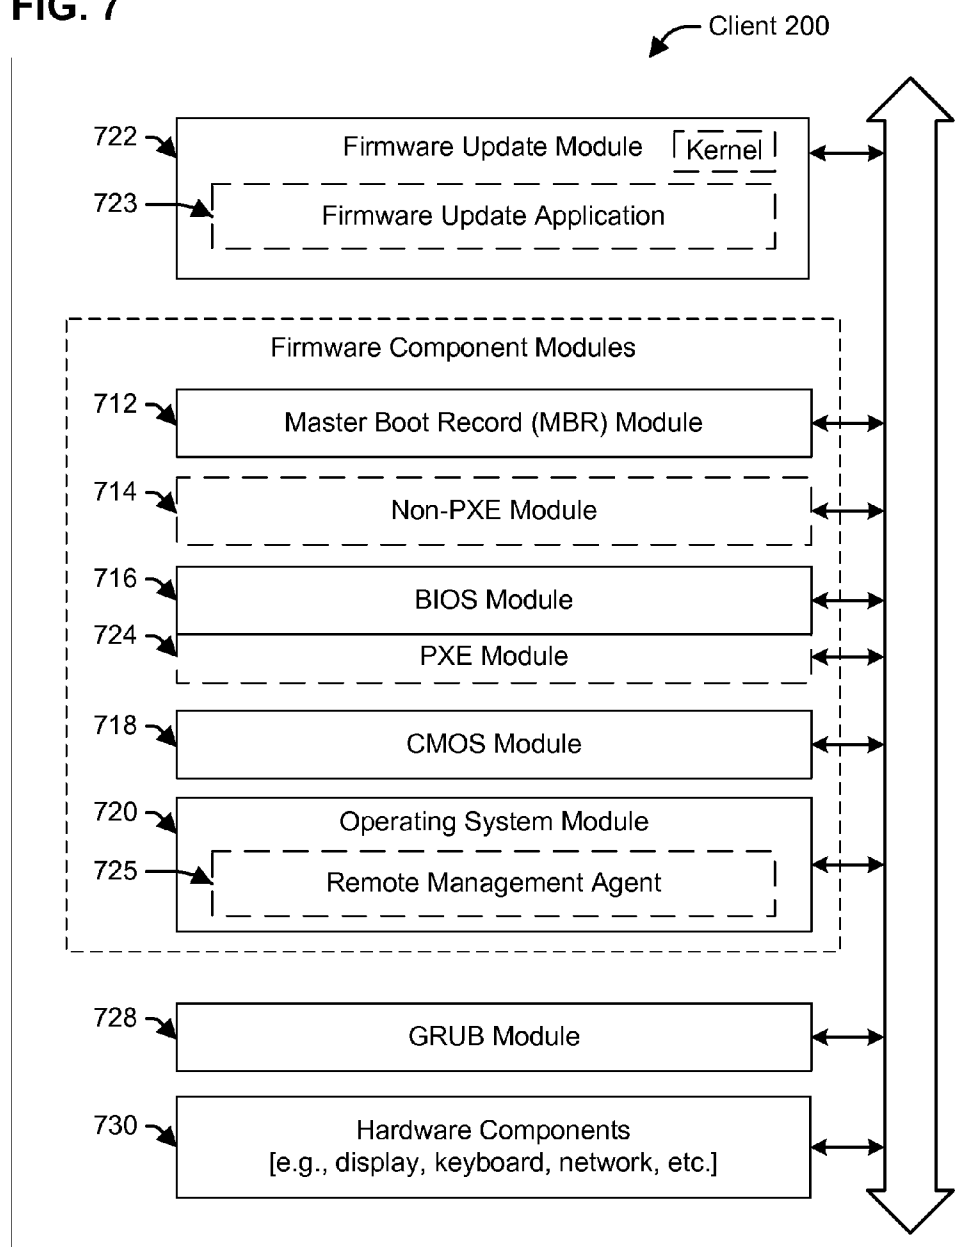 FIG. 7
Client 200
722
Firmware Update Module
Kernel
723
Firmware Update Application
Firmware Component Modules
712
Master Boot Record (MBR) Module
714
Non-PXE Module
716
BIOS Module
724
PXE Module
718
CMOS Module
720
Operating System Module
725
Remote Management Agent
728
GRUB Module
730
Hardware Components
[e.g., display, keyboard, network, etc.]